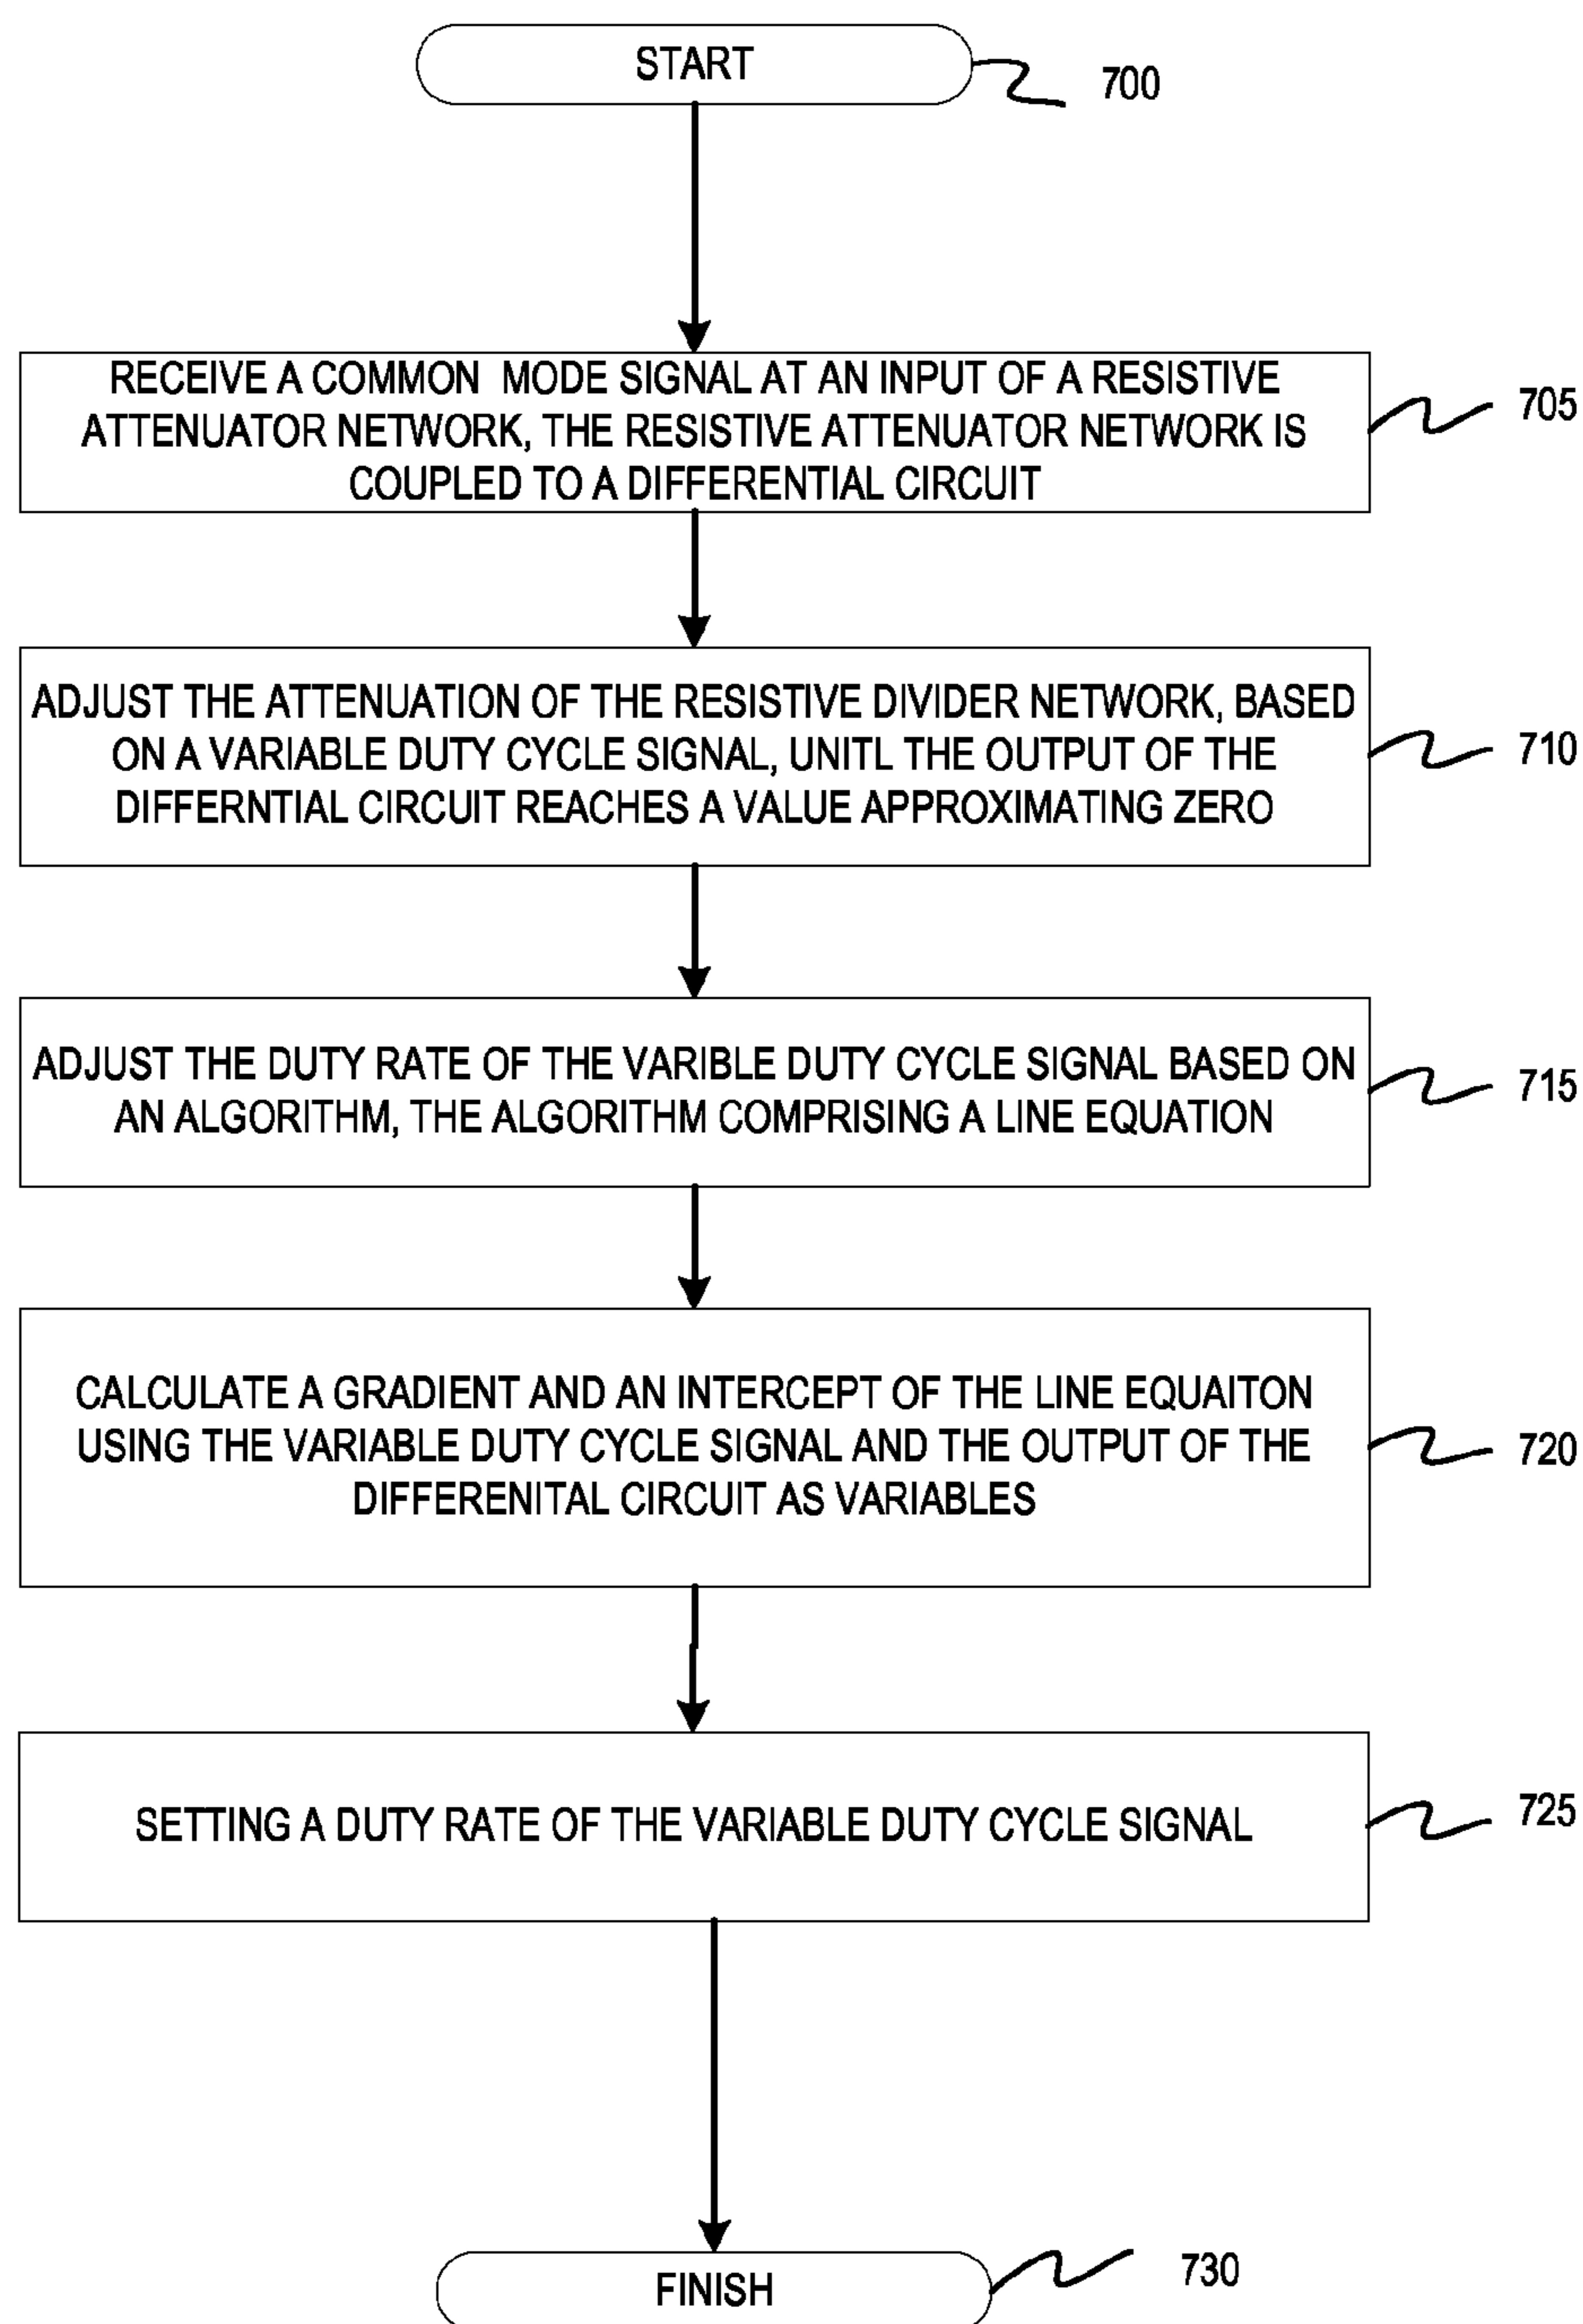 START
700
RECEIVE A COMMON MODE SIGNAL AT AN INPUT OF A RESISTIVE
ATTENUATOR NETWORK, THE RESISTIVE ATTENUATOR NETWORK IS
COUPLED TO A DIFFERENTIAL CIRCUIT
705
ADJUST THE ATTENUATION OF THE RESISTIVE DIVIDER NETWORK, BASED
ON A VARIABLE DUTY CYCLE SIGNAL, UNITL THE OUTPUT OF THE
DIFFERNTIAL CIRCUIT REACHES A VALUE APPROXIMATING ZERO
710
ADJUST THE DUTY RATE OF THE VARIBLE DUTY CYCLE SIGNAL BASED ON
AN ALGORITHM, THE ALGORITHM COMPRISING A LINE EQUATION
715
CALCULATE A GRADIENT AND AN INTERCEPT OF THE LINE EQUAITON
USING THE VARIABLE DUTY CYCLE SIGNAL AND THE OUTPUT OF THE
DIFFERENITAL CIRCUIT AS VARIABLES
720
SETTING A DUTY RATE OF THE VARIABLE DUTY CYCLE SIGNAL
725
FINISH
730